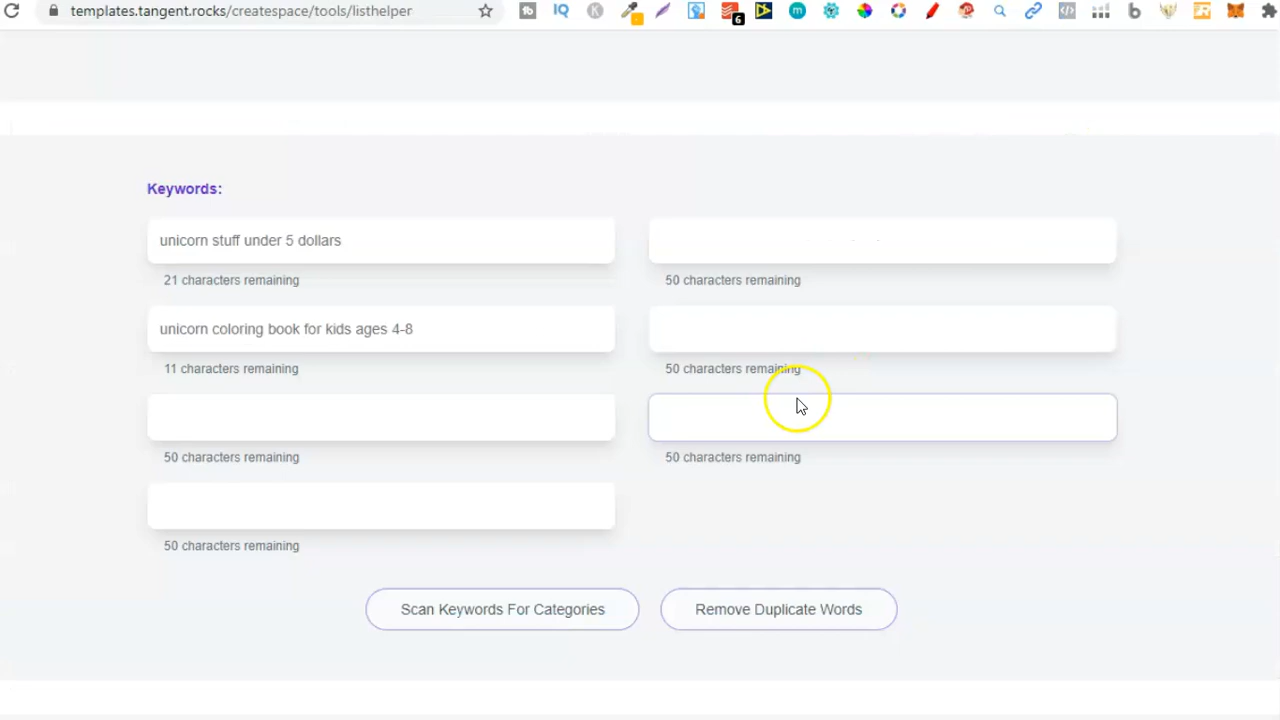 templates.tangent.rocks/createspace/tools/listhelper
IQ
K
6
m
b
R
Keywords:
unicorn stuff under 5 dollars
21 characters remaining
50 characters remaining
unicorn coloring book for kids ages 4-8
11 characters remaining
50 characters remaining
50 characters remaining
50 characters remaining
50 characters remaining
Scan Keywords For Categories
Remove Duplicate Words